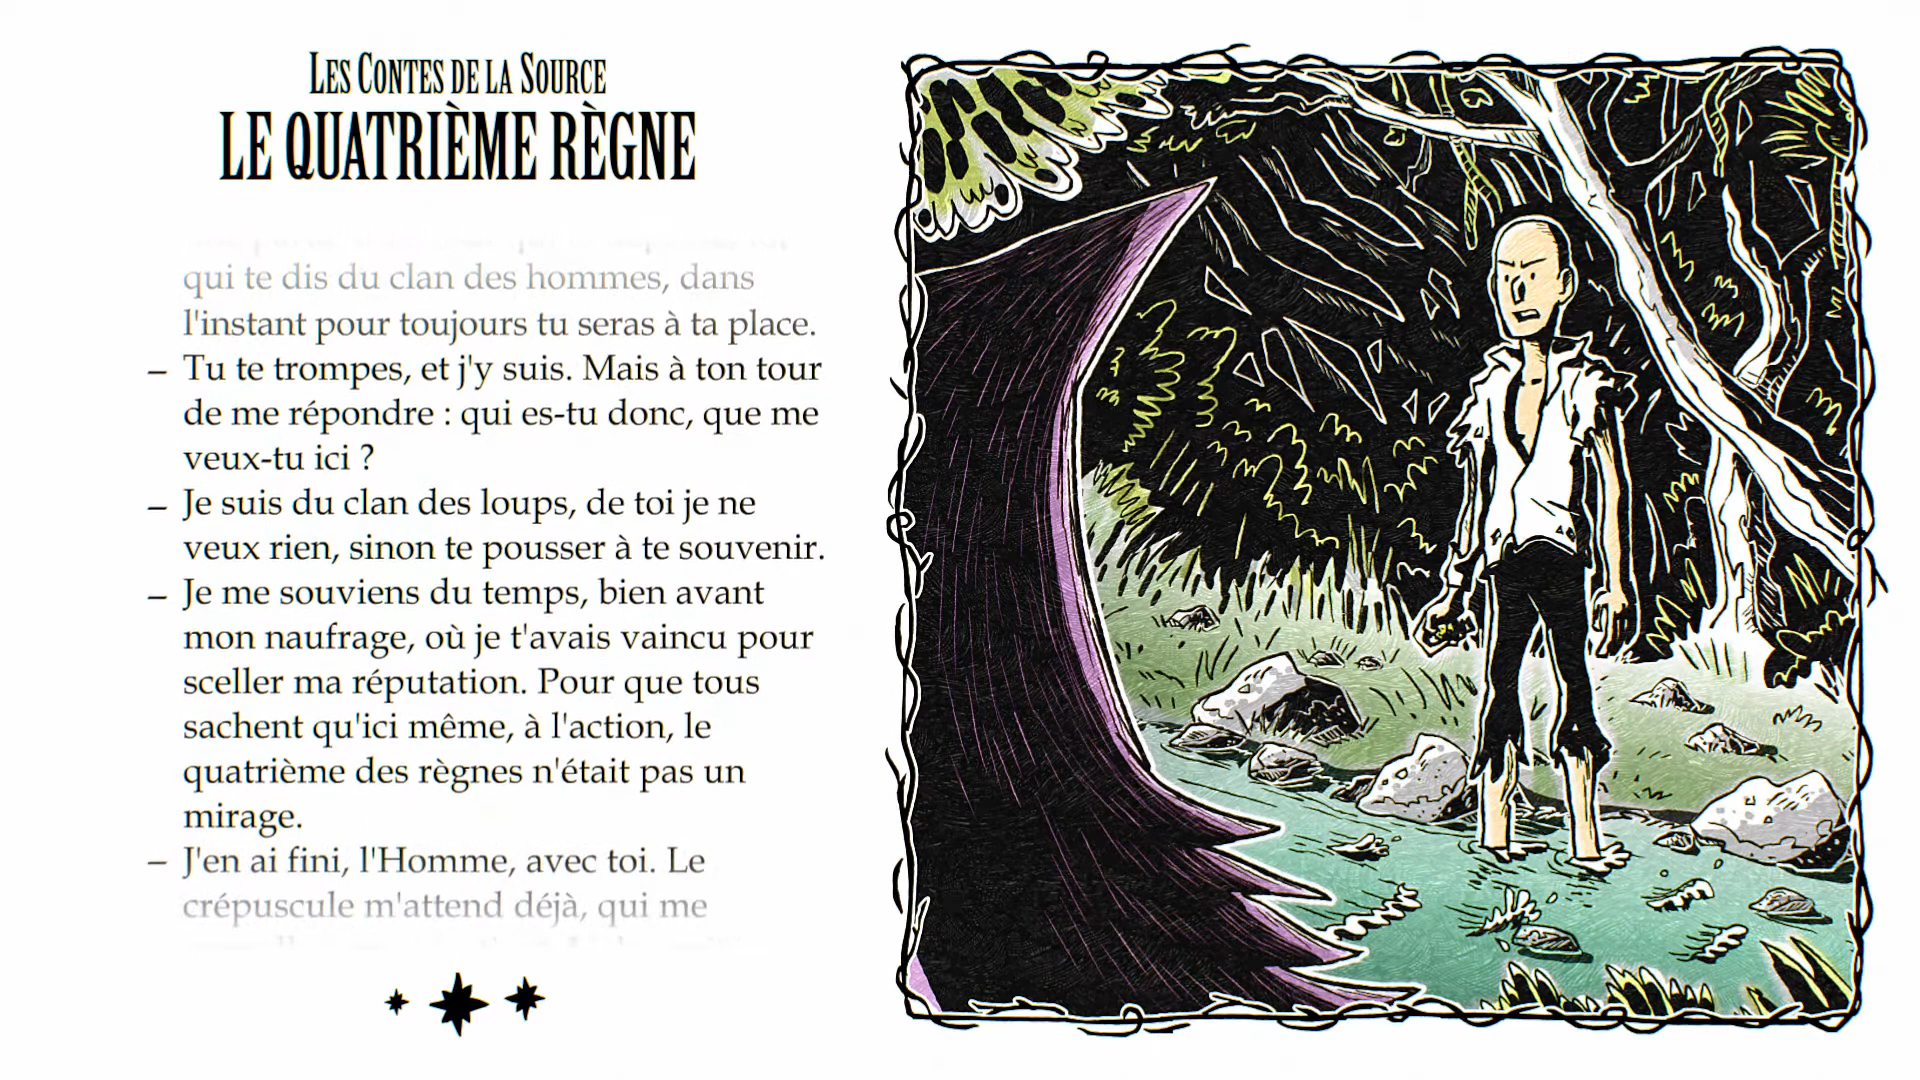 Les Contes de la Source
LE QUATRIÈME RÈGNE
qui te dis du clan des hommes, dans
l'instant pour toujours tu seras à ta place.
– Tu te trompes, et j'y suis. Mais à ton tour
de me répondre : qui es-tu donc, que me
veux-tu ici ?
– Je suis du clan des loups, de toi je ne
veux rien, sinon te pousser à te souvenir.
– Je me souviens du temps, bien avant
mon naufrage, où je t'avais vaincu pour
sceller ma réputation. Pour que tous
sachent qu'ici même, à l'action, le
quatrième des règnes n'était pas un
mirage.
– J'en ai fini, l'Homme, avec toi. Le
crépuscule m'attend déjà, qui me